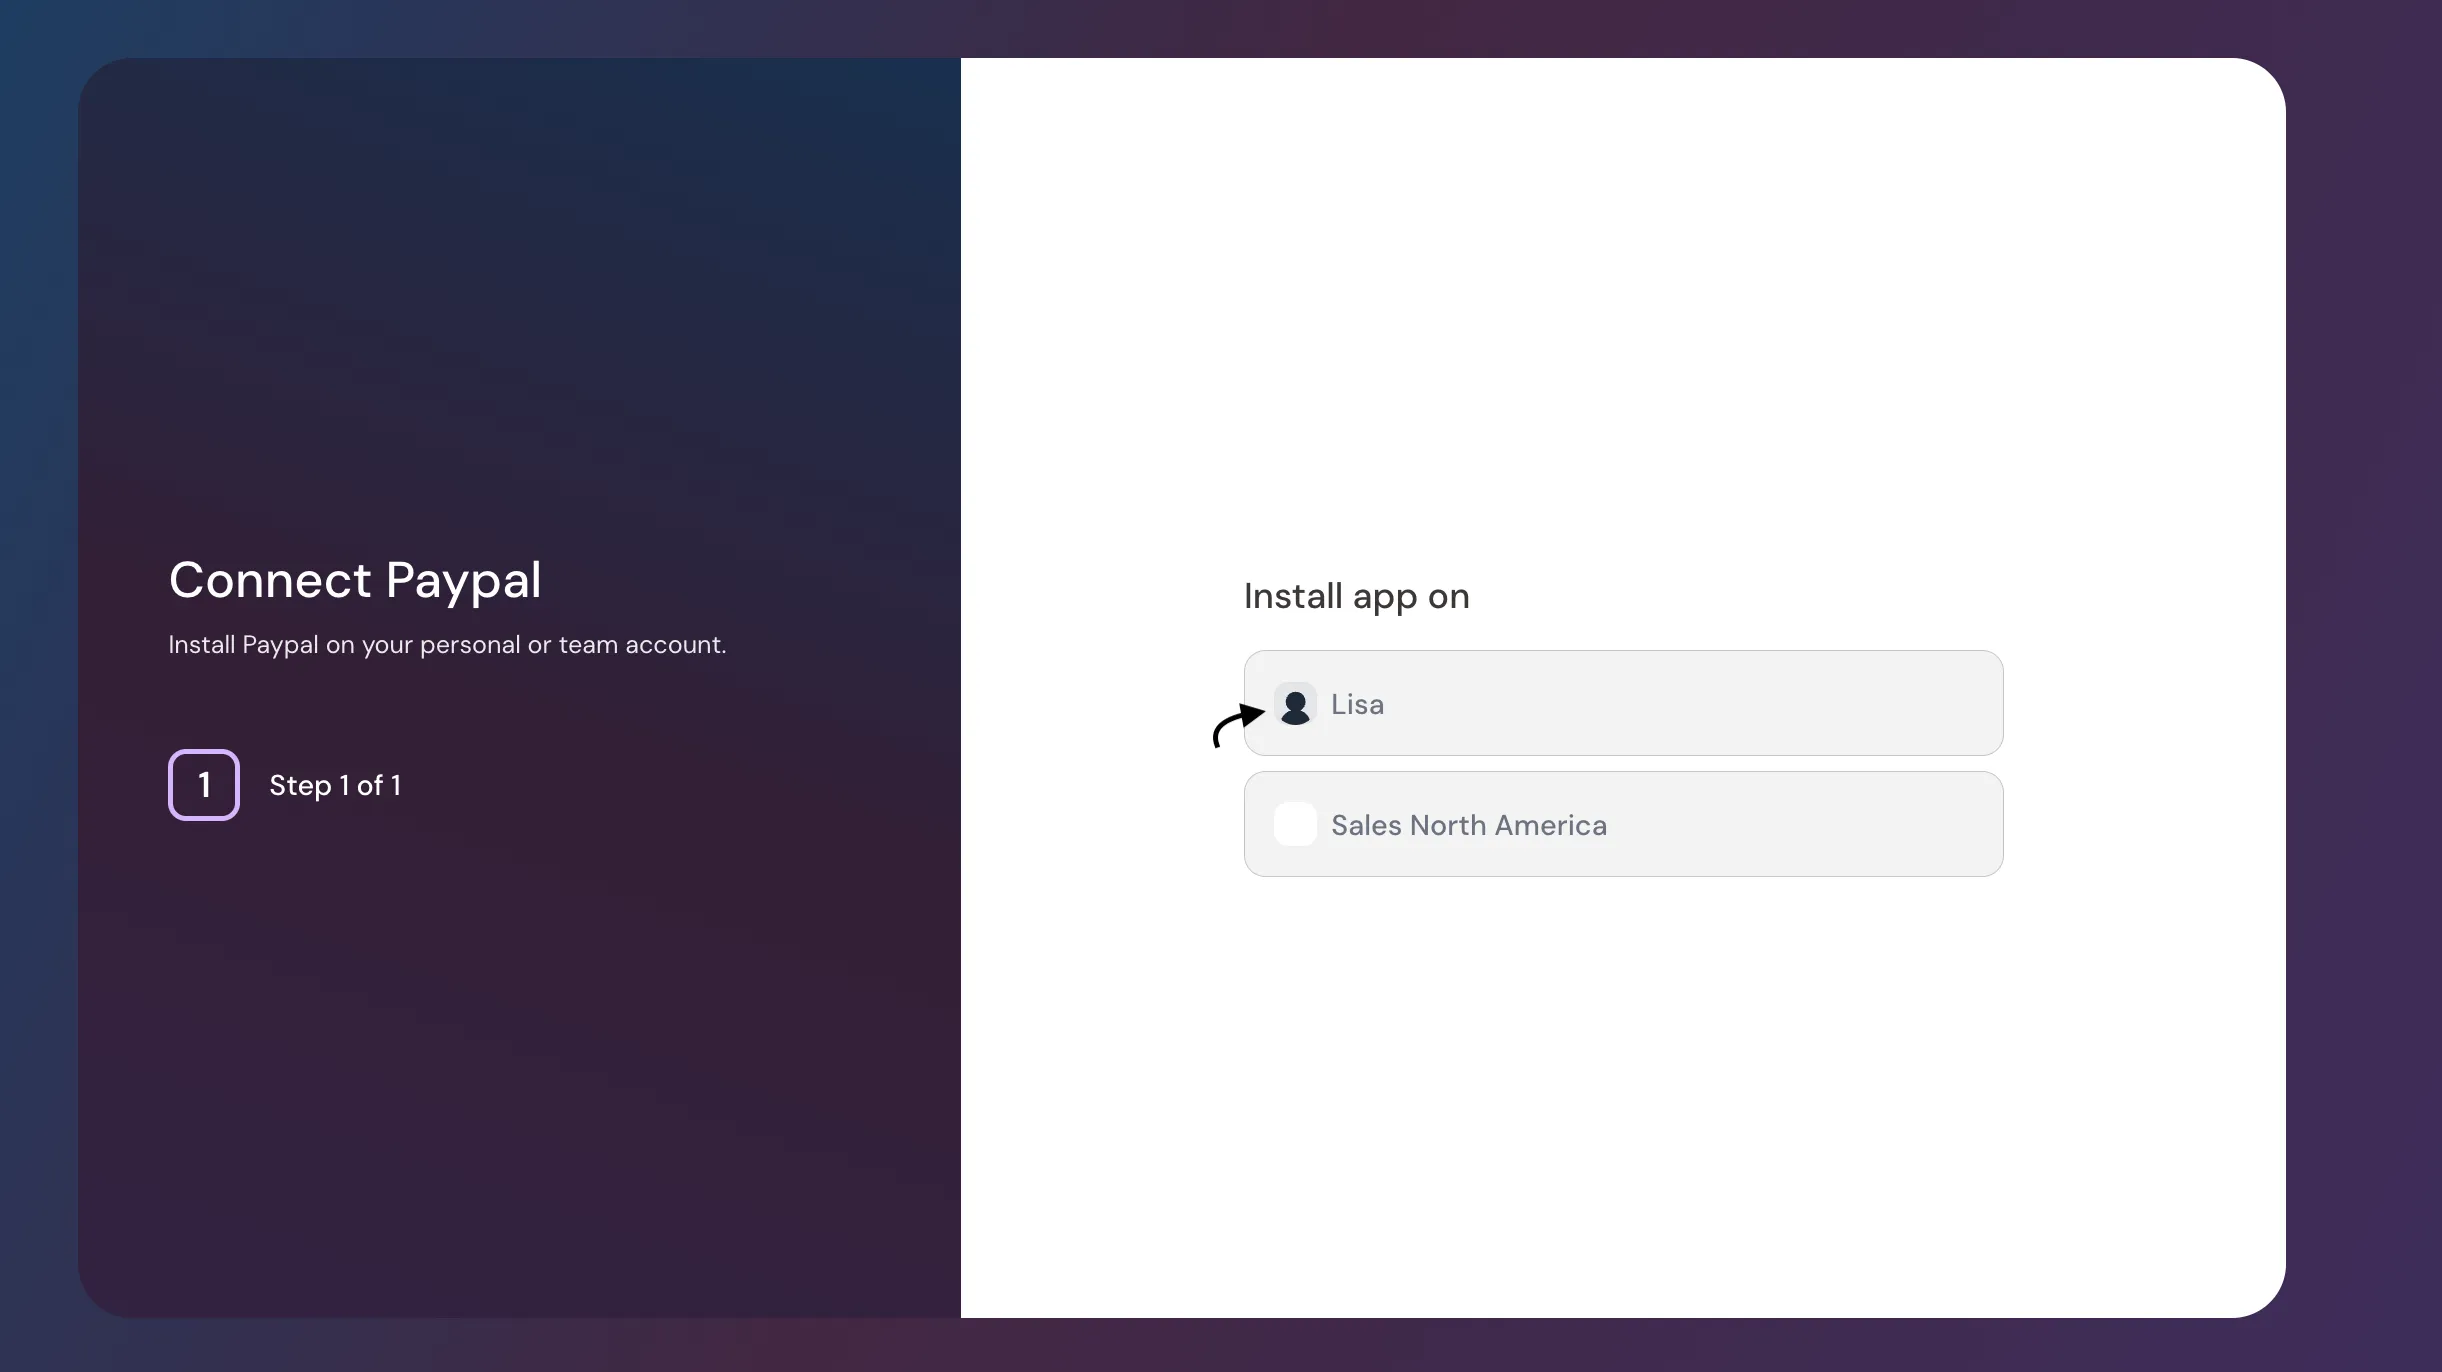 Connect Paypal
Install Paypal on your personal or team account.
1
Step 1 of 1
Install app on
Lisa
Sales North America